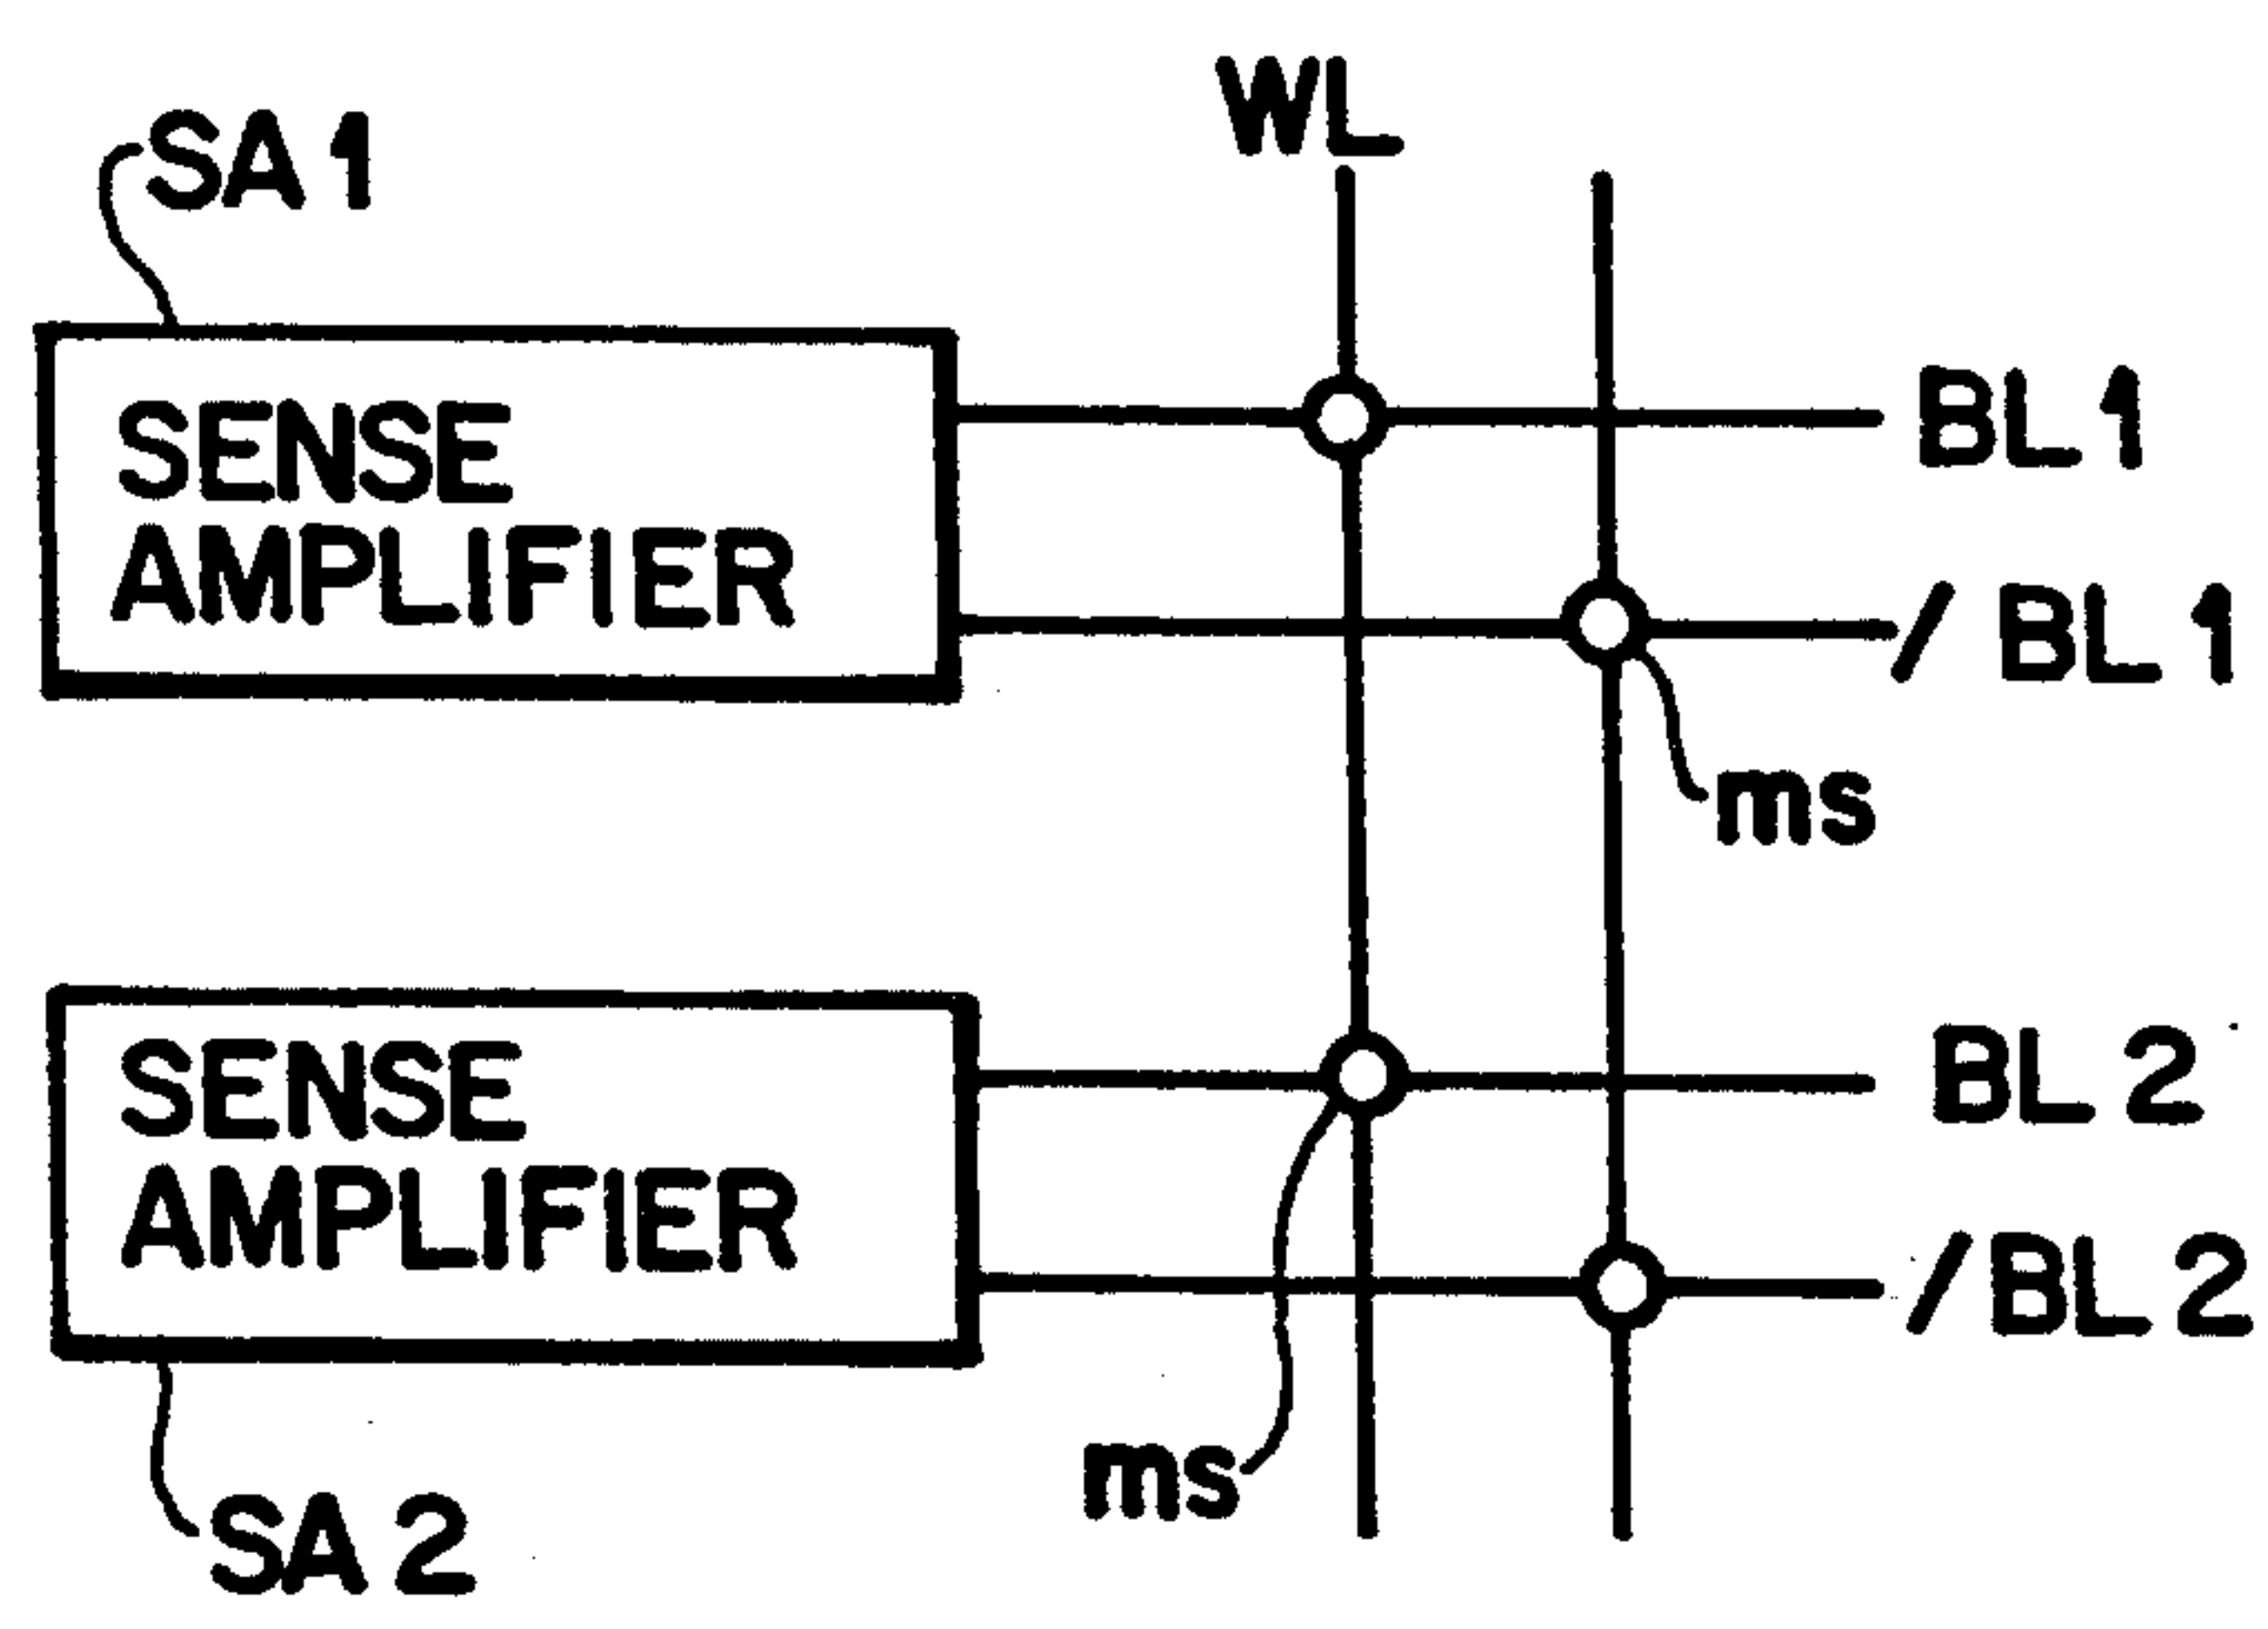 WL
SA1
SENSE
AMPLIFIER
BL1
/BL1
ms
SENSE
AMPLIFIER
BL2
/BL2
ms
SA2